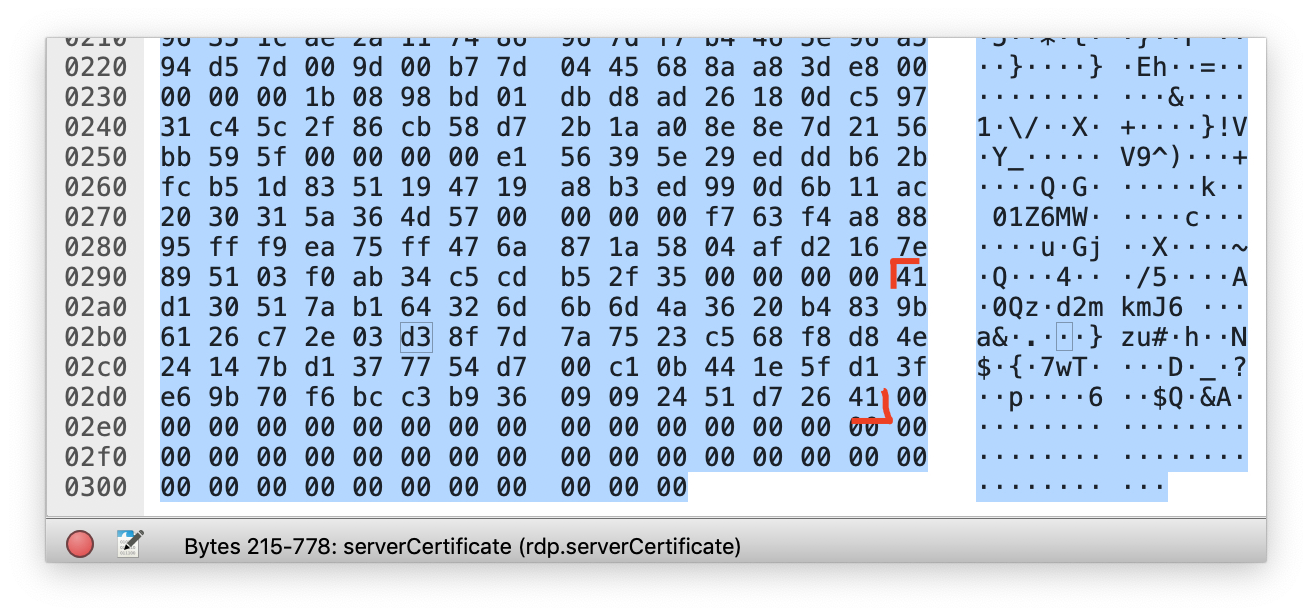 0220 94 d5 7d 00 9d 00 b7 7d 04 45 68 8a a8 3d e8 00 ··}····} ·Eh··=··
0230 00 00 00 1b 08 98 bd 01 db d8 ad 26 18 0d c5 97 ········ ···&····
0240 31 c4 5c 2f 86 cb 58 d7 2b 1a a0 8e 8e 7d 21 56 1·\/··X· +····}!V
0250 bb 59 5f 00 00 00 00 e1 56 39 5e 29 ed dd b6 2b ·Y_····· V9^)···+
0260 fc b5 1d 83 51 19 47 19 a8 b3 ed 99 0d 6b 11 ac ····Q·G· ·····k··
0270 20 30 31 5a 36 4d 57 00 00 00 00 f7 63 f4 a8 88 01Z6MW· ····c···
0280 95 ff f9 ea 75 ff 47 6a 87 1a 58 04 af d2 16 7e ····u·Gj ··X····~
0290 89 51 03 f0 ab 34 c5 cd b5 2f 35 00 00 00 00 41 ·Q···4·· ·/5····A
02a0 d1 30 51 7a b1 64 32 6d 6b 6d 4a 36 20 b4 83 9b ·0Qz·d2m kmJ6 ···
02b0 61 26 c7 2e 03 d3 8f 7d 7a 75 23 c5 68 f8 d8 4e a&·.···} zu#·h··N
02c0 24 14 7b d1 37 77 54 d7 00 c1 0b 44 1e 5f d1 3f $·{·7wT· ···D·_·?
02d0 e6 9b 70 f6 bc c3 b9 36 09 09 24 51 d7 26 41 00 ··p····6 ··$Q·&A·
02e0 00 00 00 00 00 00 00 00 00 00 00 00 00 00 00 00 ········ ········
02f0 00 00 00 00 00 00 00 00 00 00 00 00 00 00 00 00 ········ ········
0300 00 00 00 00 00 00 00 00 00 00 00 ········ ···
Bytes 215-778: serverCertificate (rdp.serverCertificate)